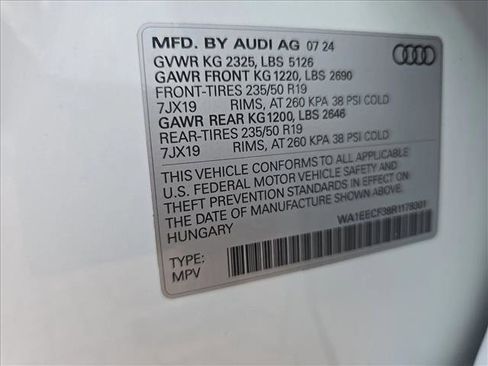 MFD. BY AUDI AG 07 24
GVWR KG 2325, LBS 5126
GAWR FRONT KG 1220, LBS 2690
FRONT-TIRES 235/50 R19
7JX19 RIMS, AT 260 KPA 38 PSI COLD
GAWR REAR KG1200, LBS 2646
REAR-TIRES 235/50 R19
7JX19 RIMS, AT 260 KPA 38 PSI COLD
THIS VEHICLE CONFORMS TO ALL APPLICABLE
U.S. FEDERAL MOTOR VEHICLE SAFETY AND
THEFT PREVENTION STANDARDS IN EFFECT ON
THE DATE OF MANUFACTURE SHOWN ABOVE.
HUNGARY
WA1EECF38R1178301
TYPE:
MPV